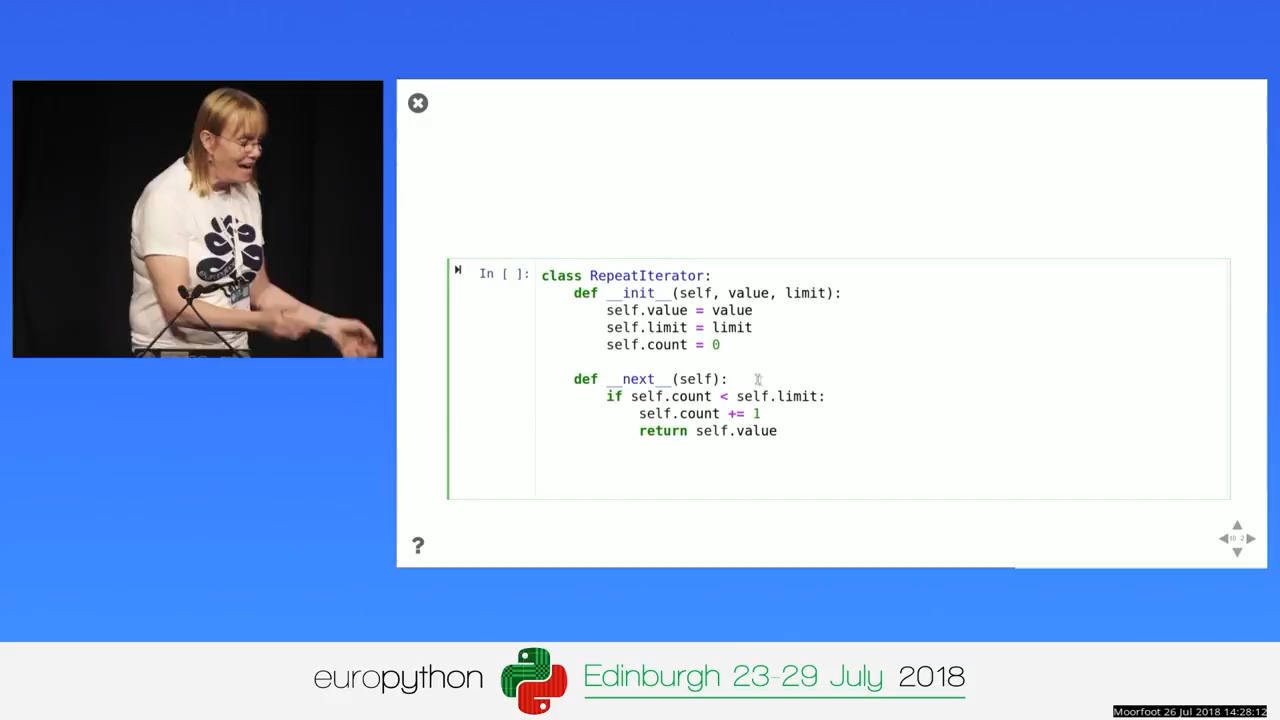 In [ ]:
class RepeatIterator:
    def __init__(self, value, limit):
        self.value = value
        self.limit = limit
        self.count = 0

    def __next__(self):
        if self.count < self.limit:
            self.count += 1
            return self.value
?
europython
Edinburgh 23-29 July 2018
Moorfoot 26 Jul 2018 14:28:12